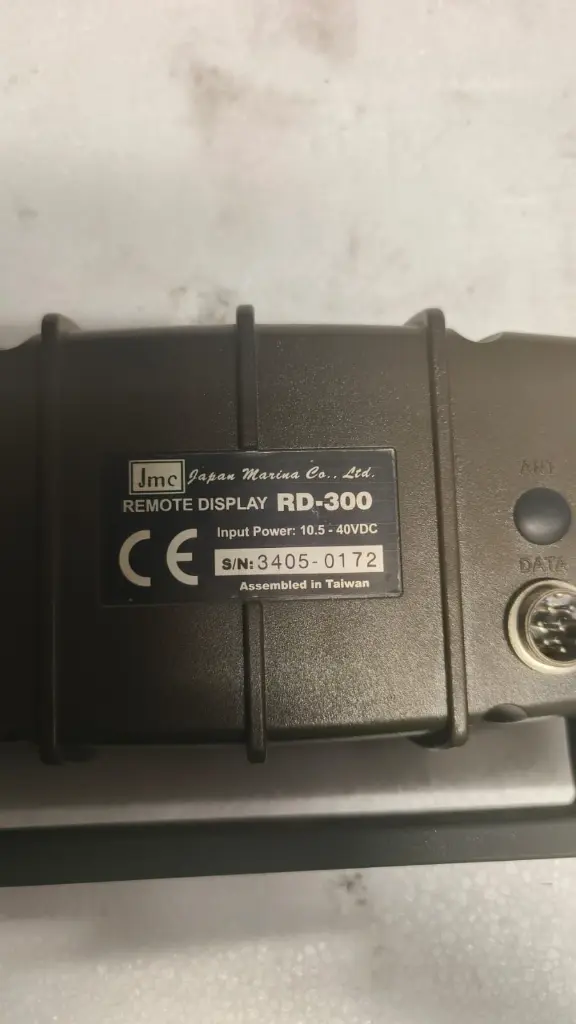 Jmc Japan Marina Co., Ltd.
REMOTE DISPLAY RD-300
Input Power: 10.5 - 40VDC
CE
S/N: 3405-0172
Assembled in Taiwan
ANT
DATA